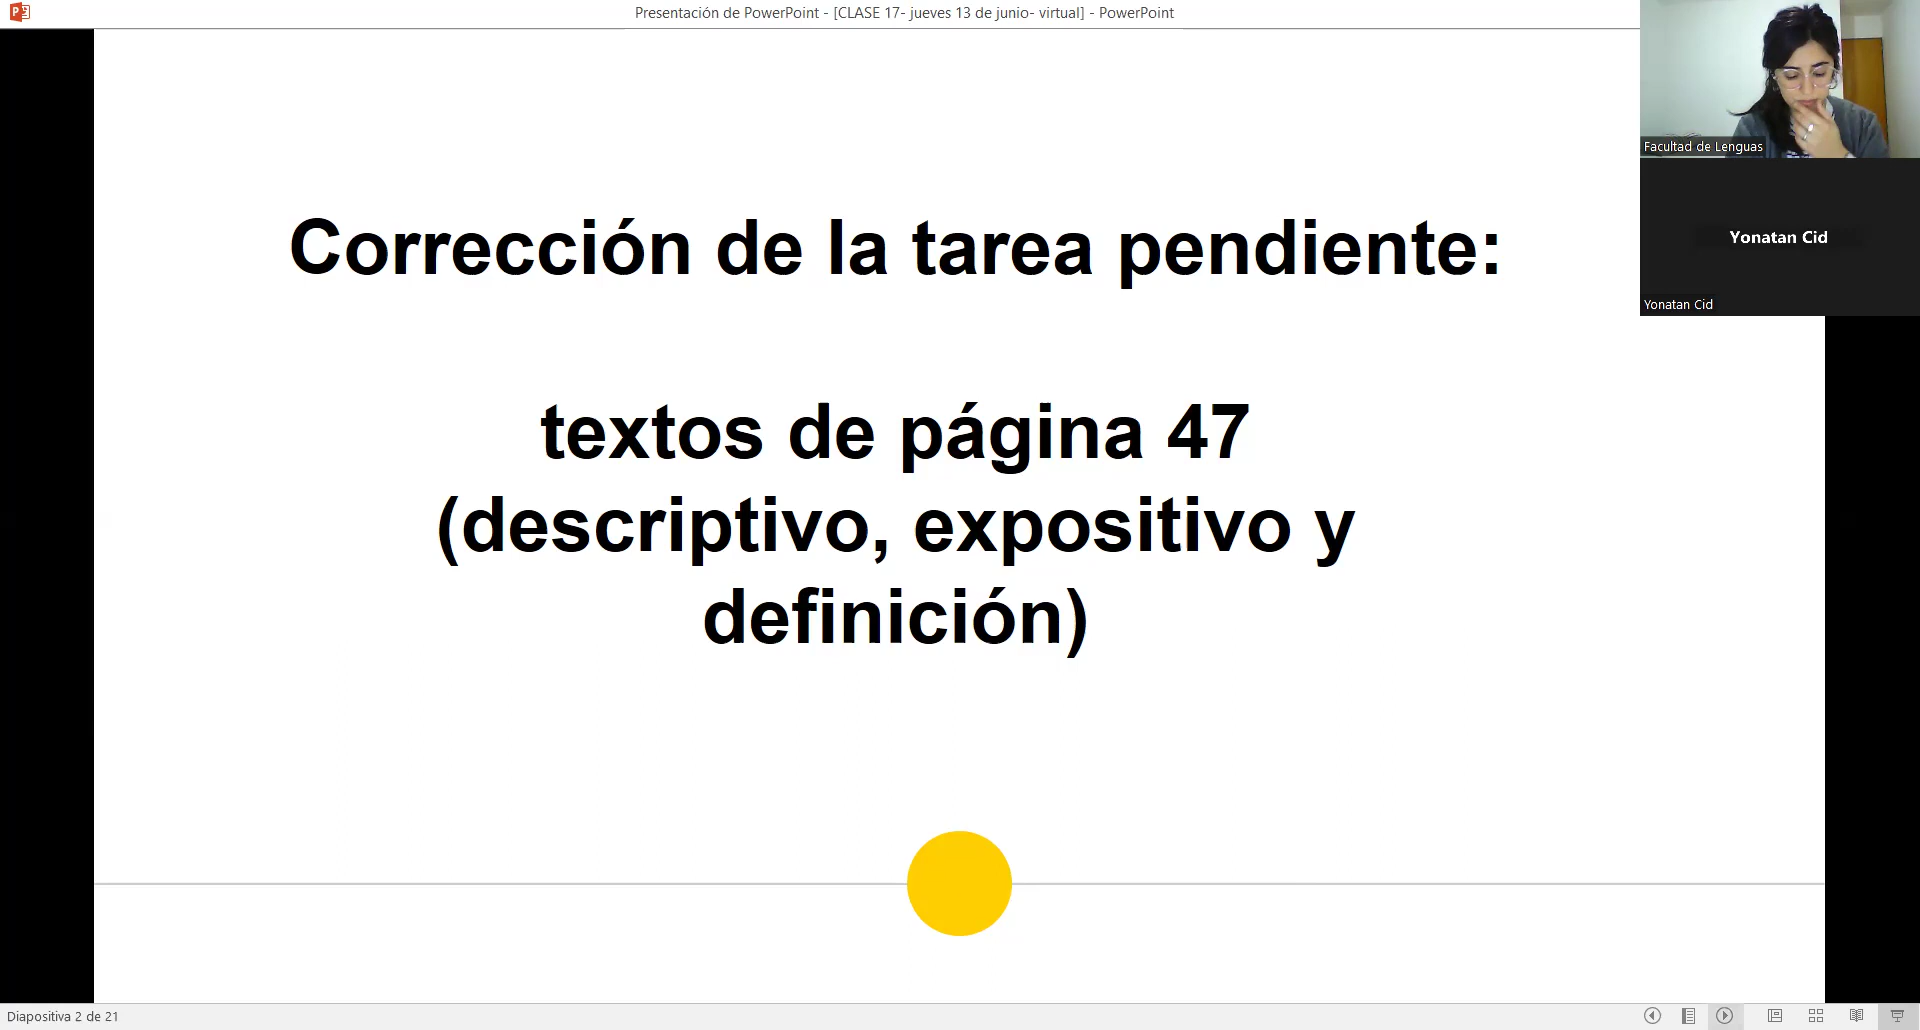 Presentación de PowerPoint - [CLASE 17- jueves 13 de junio- virtual] - PowerPoint
Facultad de Lenguas
Yonatan Cid
Yonatan Cid
Corrección de la tarea pendiente:
textos de página 47
(descriptivo, expositivo y
definición)
Diapositiva 2 de 21